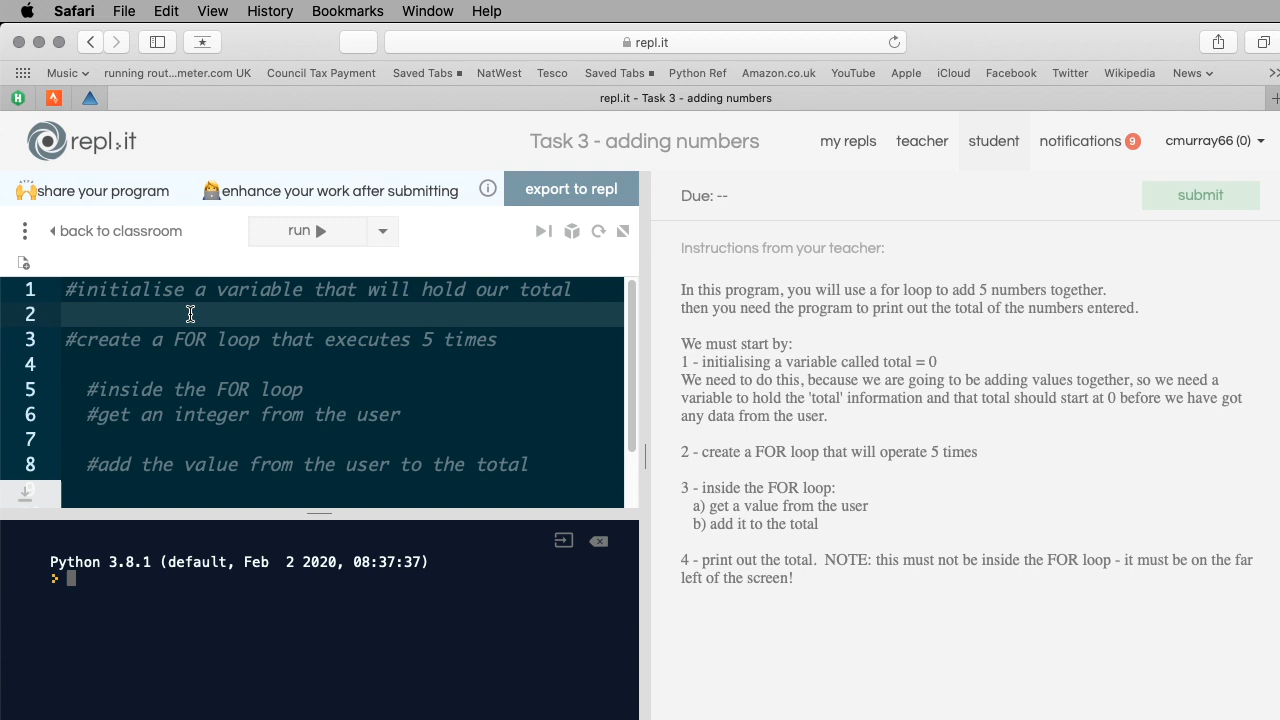 Safari File Edit View History Bookmarks Window Help
repl.it
Music running rout...meter.com UK Council Tax Payment Saved Tabs NatWest Tesco Saved Tabs Python Ref Amazon.co.uk YouTube Apple iCloud Facebook Twitter Wikipedia News
repl.it - Task 3 - adding numbers
repl.it Task 3 - adding numbers my repls teacher student notifications 9 cmurray66 (0)
share your program enhance your work after submitting export to repl
Due: -- submit
back to classroom run
Instructions from your teacher:
1 #initialise a variable that will hold our total
2
3 #create a FOR loop that executes 5 times
4
5 #inside the FOR loop
6 #get an integer from the user
7
8 #add the value from the user to the total
9
Python 3.8.1 (default, Feb 2 2020, 08:37:37)
In this program, you will use a for loop to add 5 numbers together.
then you need the program to print out the total of the numbers entered.
We must start by:
1 - initialising a variable called total = 0
We need to do this, because we are going to be adding values together, so we need a
variable to hold the 'total' information and that total should start at 0 before we have got
any data from the user.
2 - create a FOR loop that will operate 5 times
3 - inside the FOR loop:
a) get a value from the user
b) add it to the total
4 - print out the total. NOTE: this must not be inside the FOR loop - it must be on the far
left of the screen!